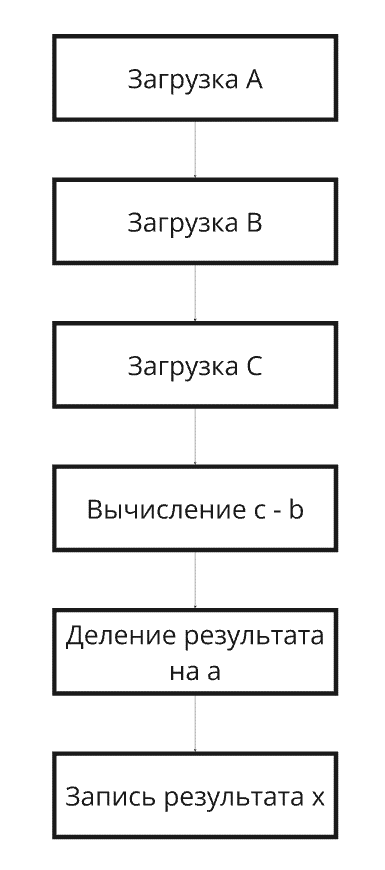 Загрузка A
Загрузка B
Загрузка C
Вычисление c - b
Деление результата
на a
Запись результата x